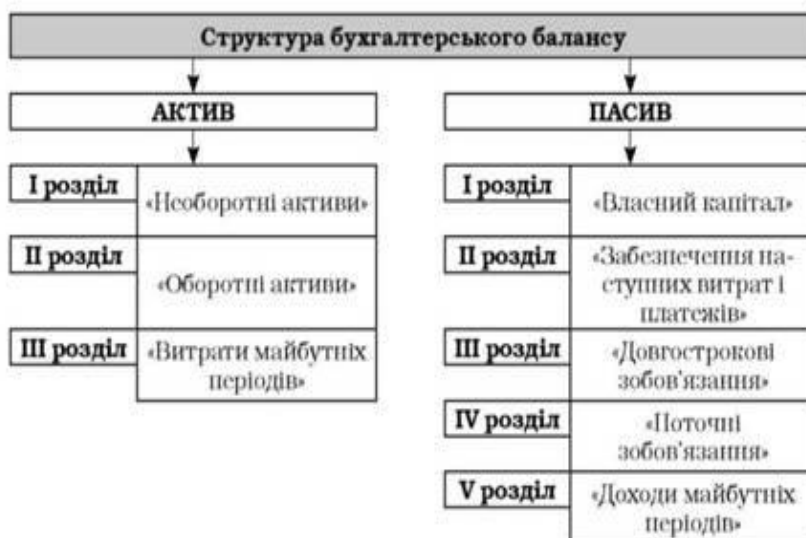 Структура бухгалтерського балансу
АКТИВ
I розділ
«Необоротні активи»
II розділ
«Оборотні активи»
III розділ
«Витрати майбутніх
періодів»
ПАСИВ
I розділ
«Власний капітал»
II розділ
«Забезпечення на-
ступних витрат і
платежів»
III розділ
«Довгострокові
зобов'язання»
IV розділ
«Поточні
зобов'язання»
V розділ
«Доходи майбутніх
періодів»